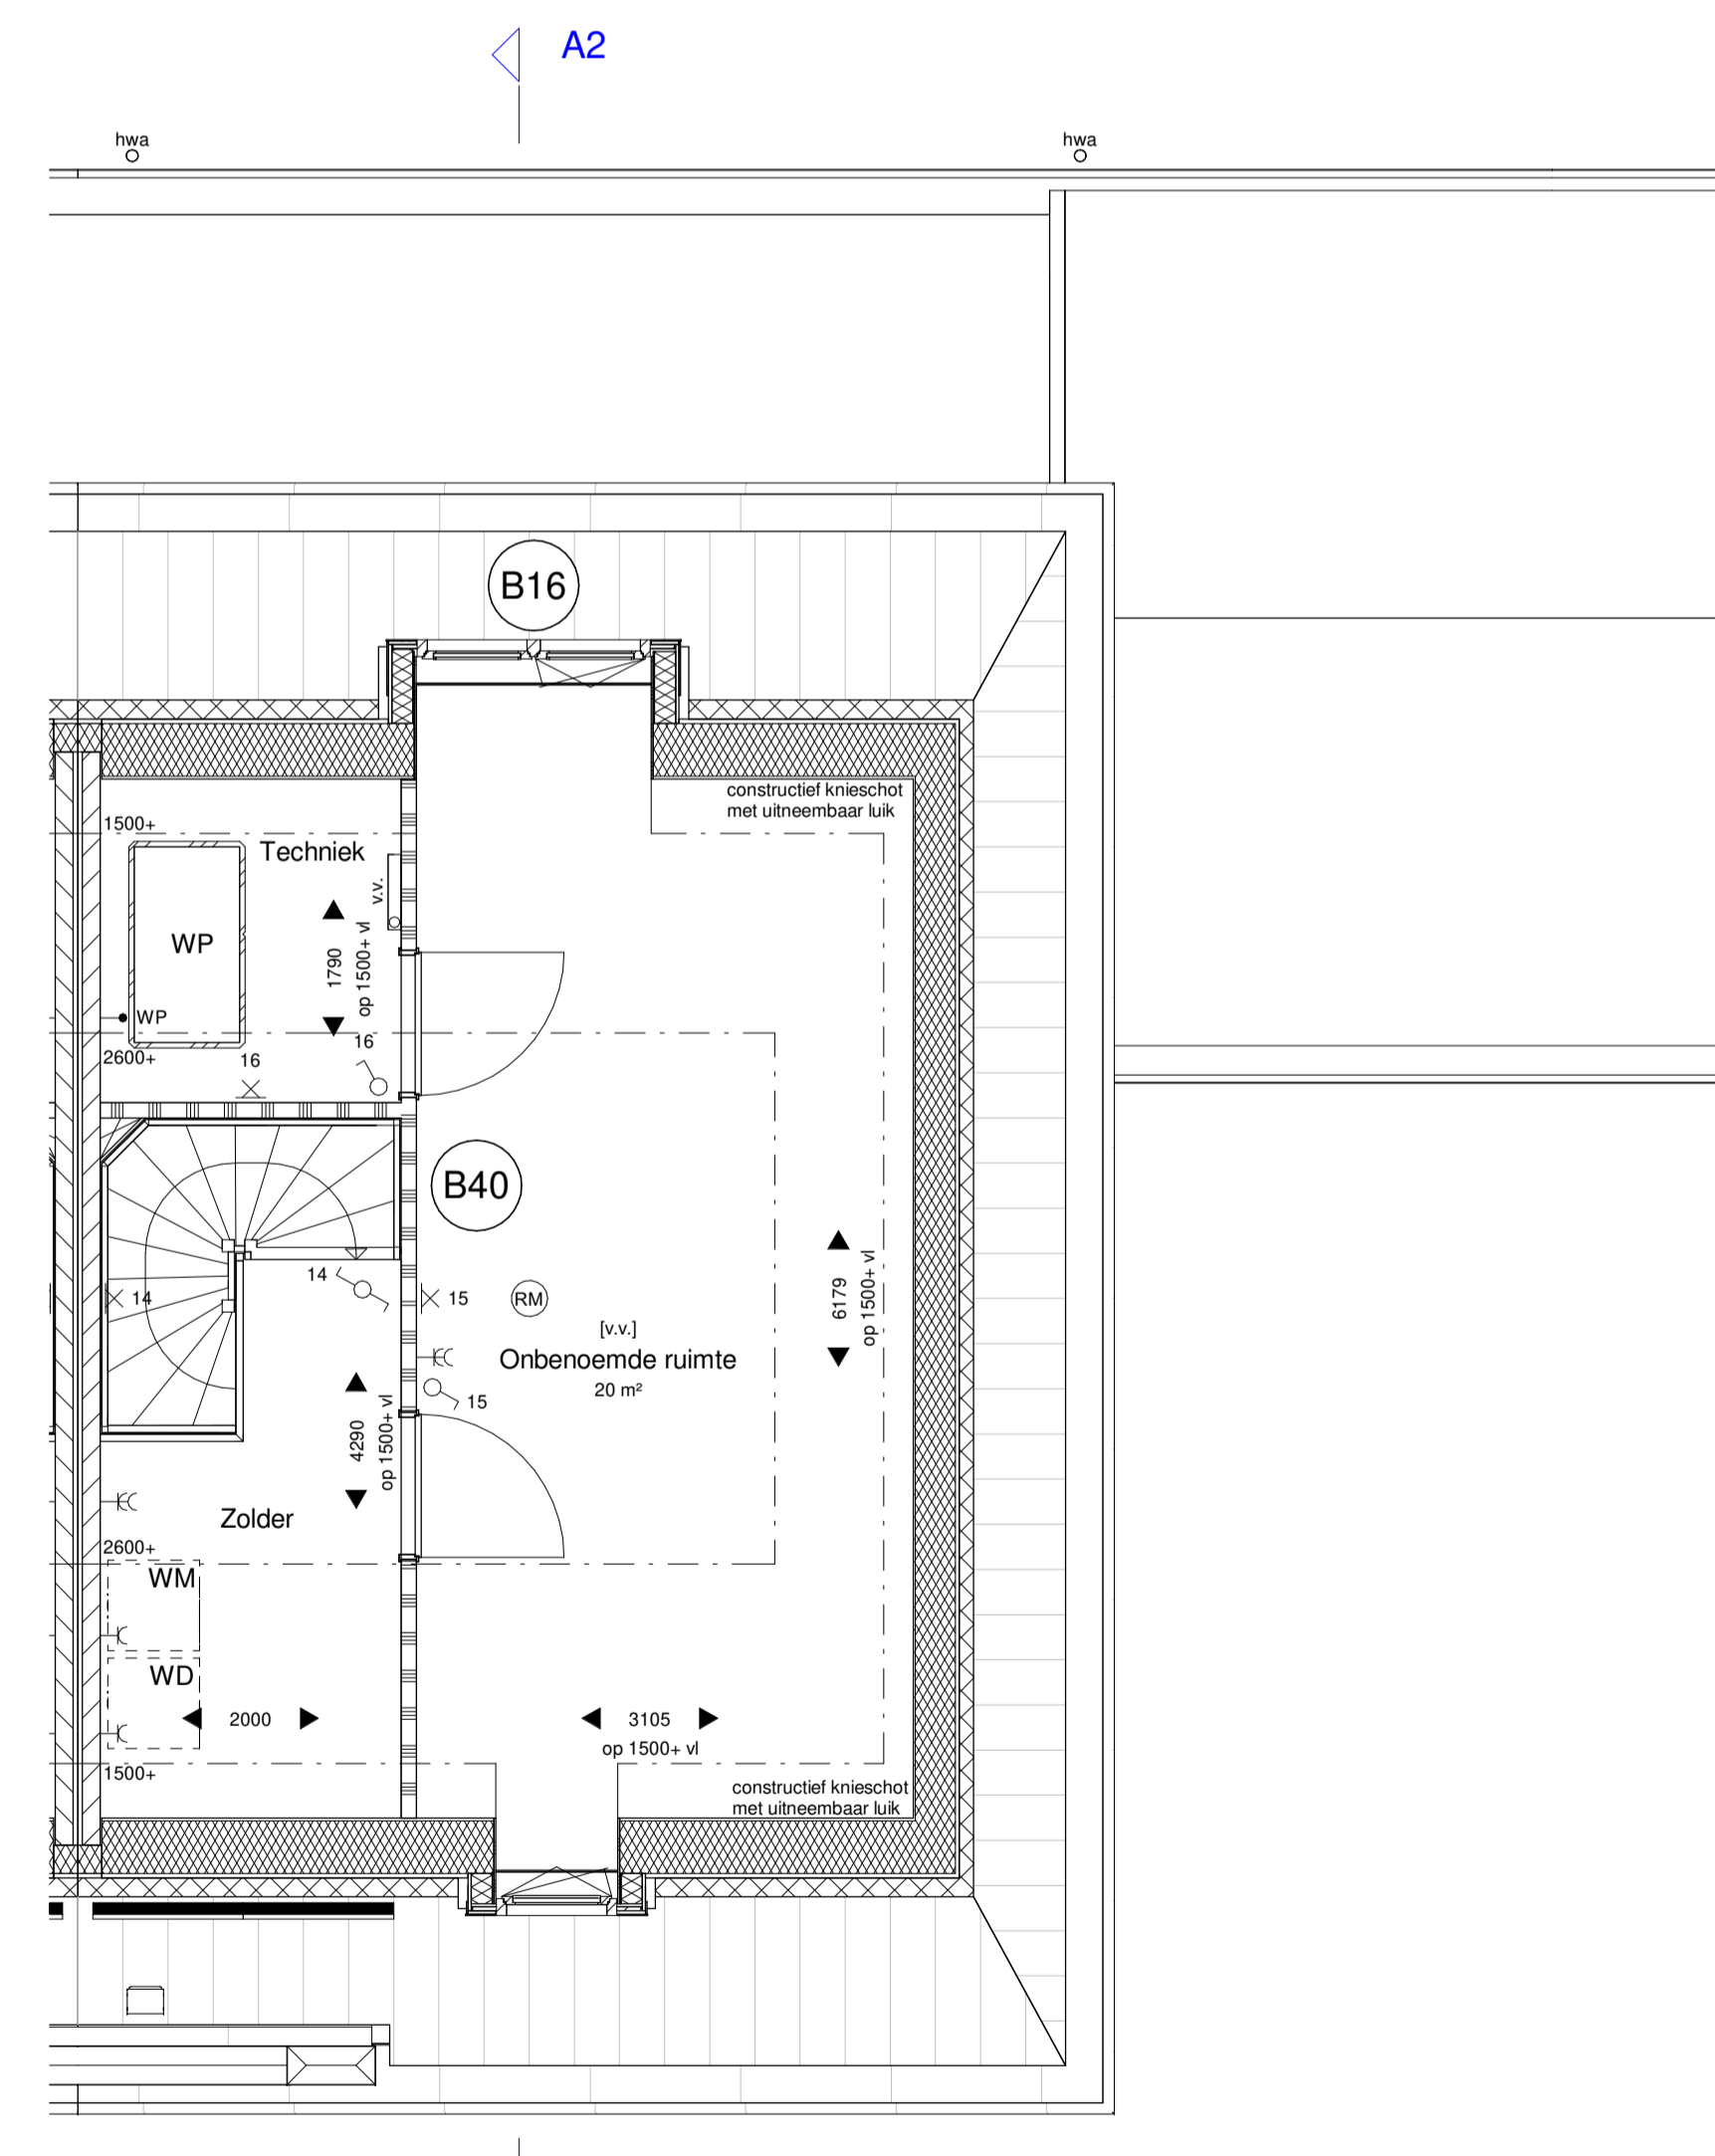 A2
hwa
hwa
B16
constructief knieschot
met uitneembaar luik
1500+
Techniek
v.v.
WP
1790
op 1500+ vl
WP
2600+
16
16
B40
14
14
15
RM
[v.v.]
Onbenoemde ruimte
20 m²
6179
op 1500+ vl
15
4290
op 1500+ vl
Zolder
2600+
WM
WD
2000
3105
op 1500+ vl
1500+
constructief knieschot
met uitneembaar luik